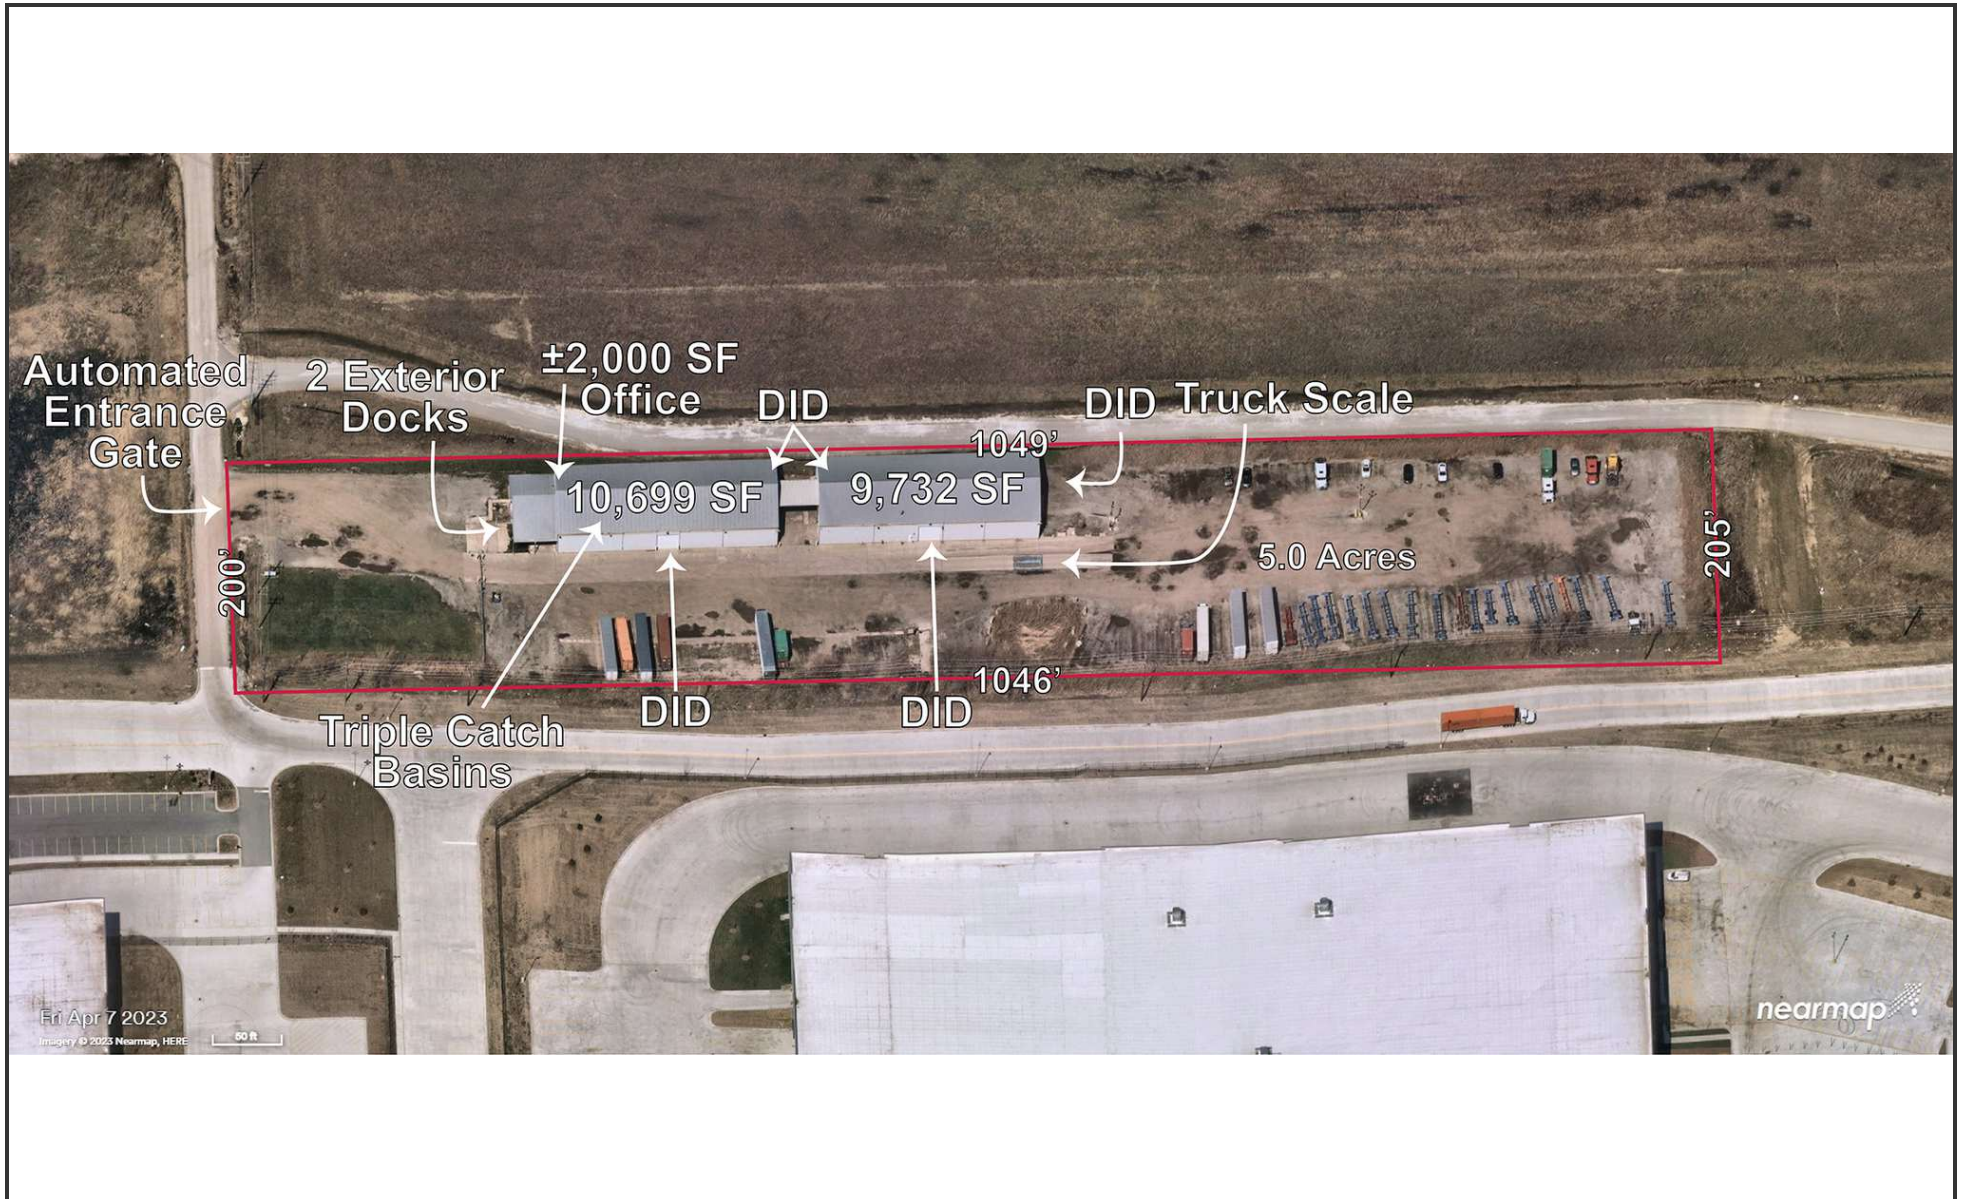 ±2,000 SF
Office
Automated
Entrance
Gate
2 Exterior
Docks
DID
DID
Truck Scale
1049'
10,699 SF
9,732 SF
200'
205'
5.0 Acres
1046'
DID
DID
Triple Catch
Basins
nearmap
Fri Apr 7 2023
Imagery © 2023 Nearmap, HERE
50 ft